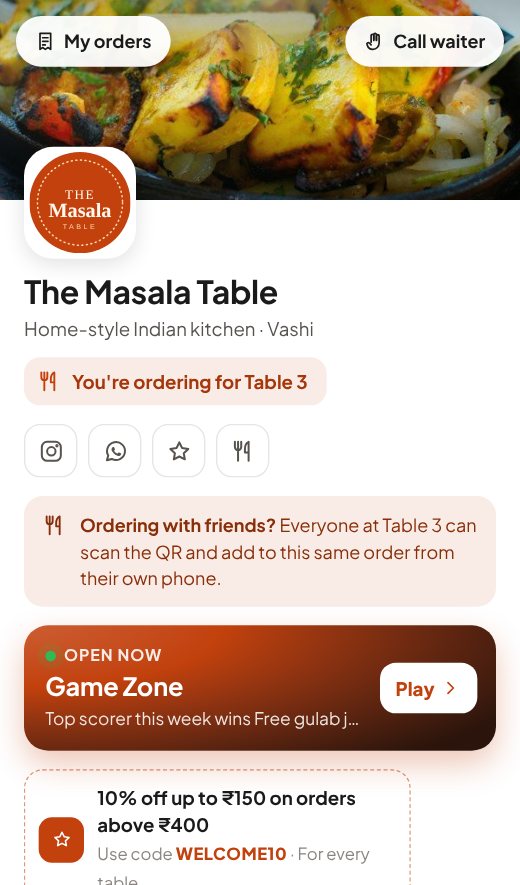 My orders
Call waiter
THE
Masala
TABLE
The Masala Table
Home-style Indian kitchen · Vashi
You're ordering for Table 3
Ordering with friends? Everyone at Table 3 can
scan the QR and add to this same order from
their own phone.
OPEN NOW
Game Zone
Top scorer this week wins Free gulab j...
Play
10% off up to ₹150 on orders
above ₹400
Use code WELCOME10 · For every
table